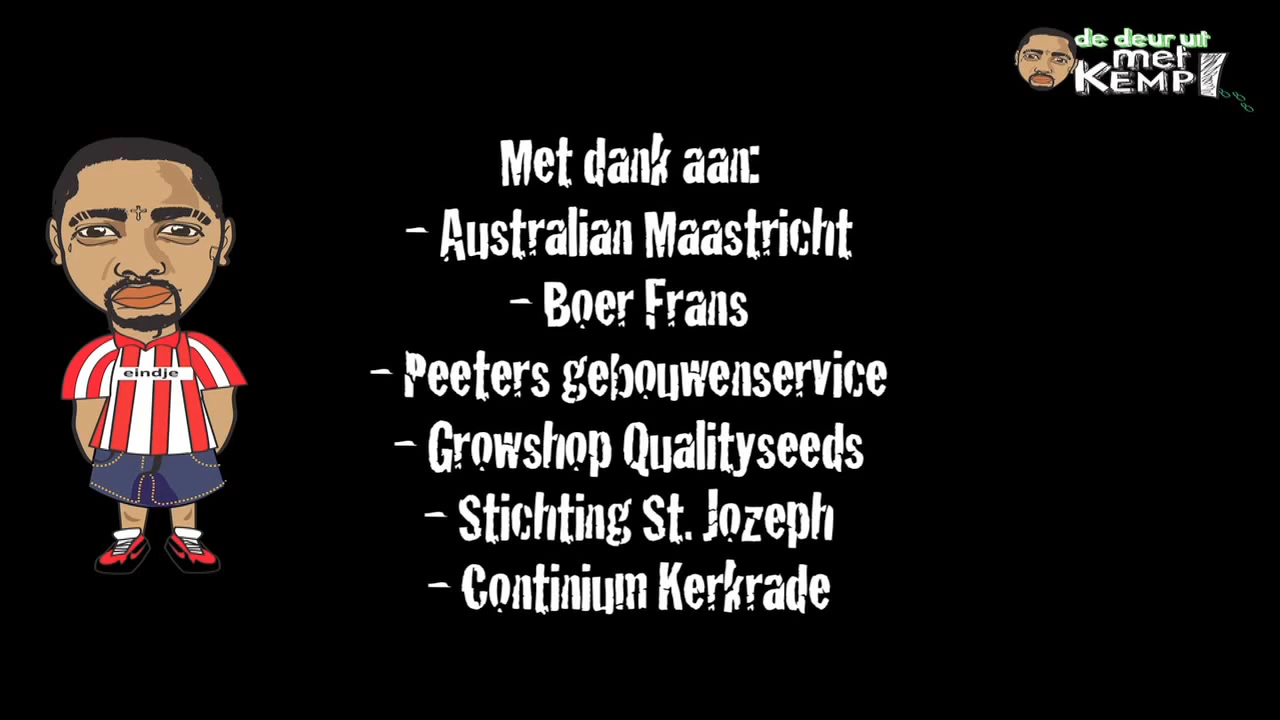 de deur uit
met
KEMPI
Met dank aan:
- Australian Maastricht
- Boer Frans
- Peeters gebouwenservice
- Growshop Qualityseeds
- Stichting St. Jozeph
- Continium Kerkrade
eindje